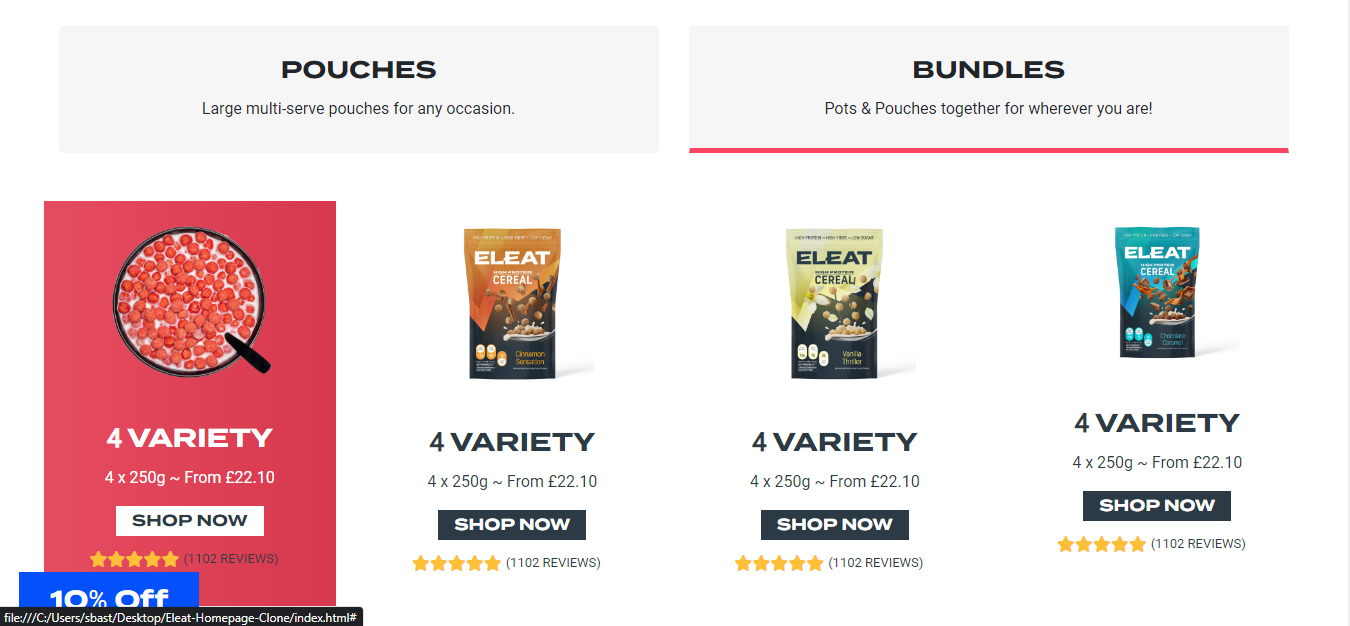 POUCHES
Large multi-serve pouches for any occasion.
BUNDLES
Pots & Pouches together for wherever you are!
4 VARIETY
4 x 250g ~ From £22.10
SHOP NOW
(1102 REVIEWS)
HIGH PROTEIN HIGH FIBRE LOW SUGAR
ELEAT
HIGH PROTEIN
CEREAL
Cinnamon
Sensation
4 VARIETY
4 x 250g ~ From £22.10
SHOP NOW
(1102 REVIEWS)
HIGH PROTEIN HIGH FIBRE LOW SUGAR
ELEAT
HIGH PROTEIN
CEREAL
Vanilla
Thriller
4 VARIETY
4 x 250g ~ From £22.10
SHOP NOW
(1102 REVIEWS)
HIGH PROTEIN HIGH FIBRE LOW SUGAR
ELEAT
HIGH PROTEIN
CEREAL
Chocolate
Caramel
4 VARIETY
4 x 250g ~ From £22.10
SHOP NOW
(1102 REVIEWS)
10% Off
file:///C:/Users/sbast/Desktop/Eleat-Homepage-Clone/index.html#